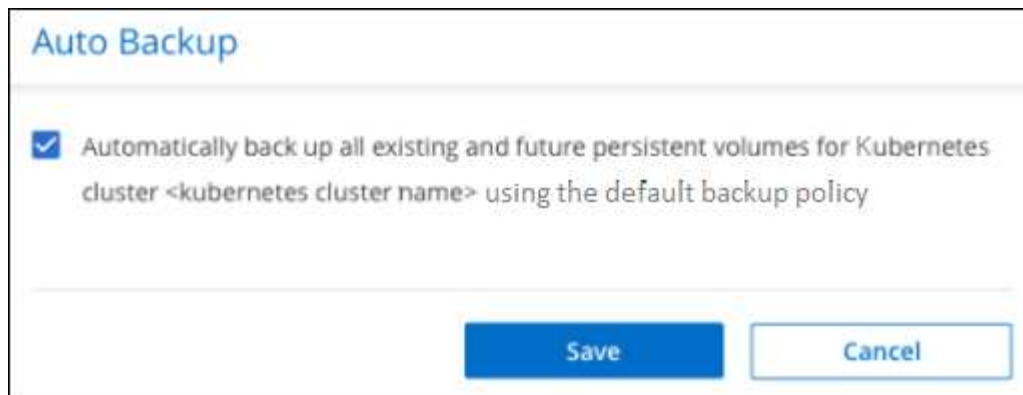 Auto Backup
Automatically back up all existing and future persistent volumes for Kubernetes
cluster <kubernetes cluster name> using the default backup policy
Save
Cancel